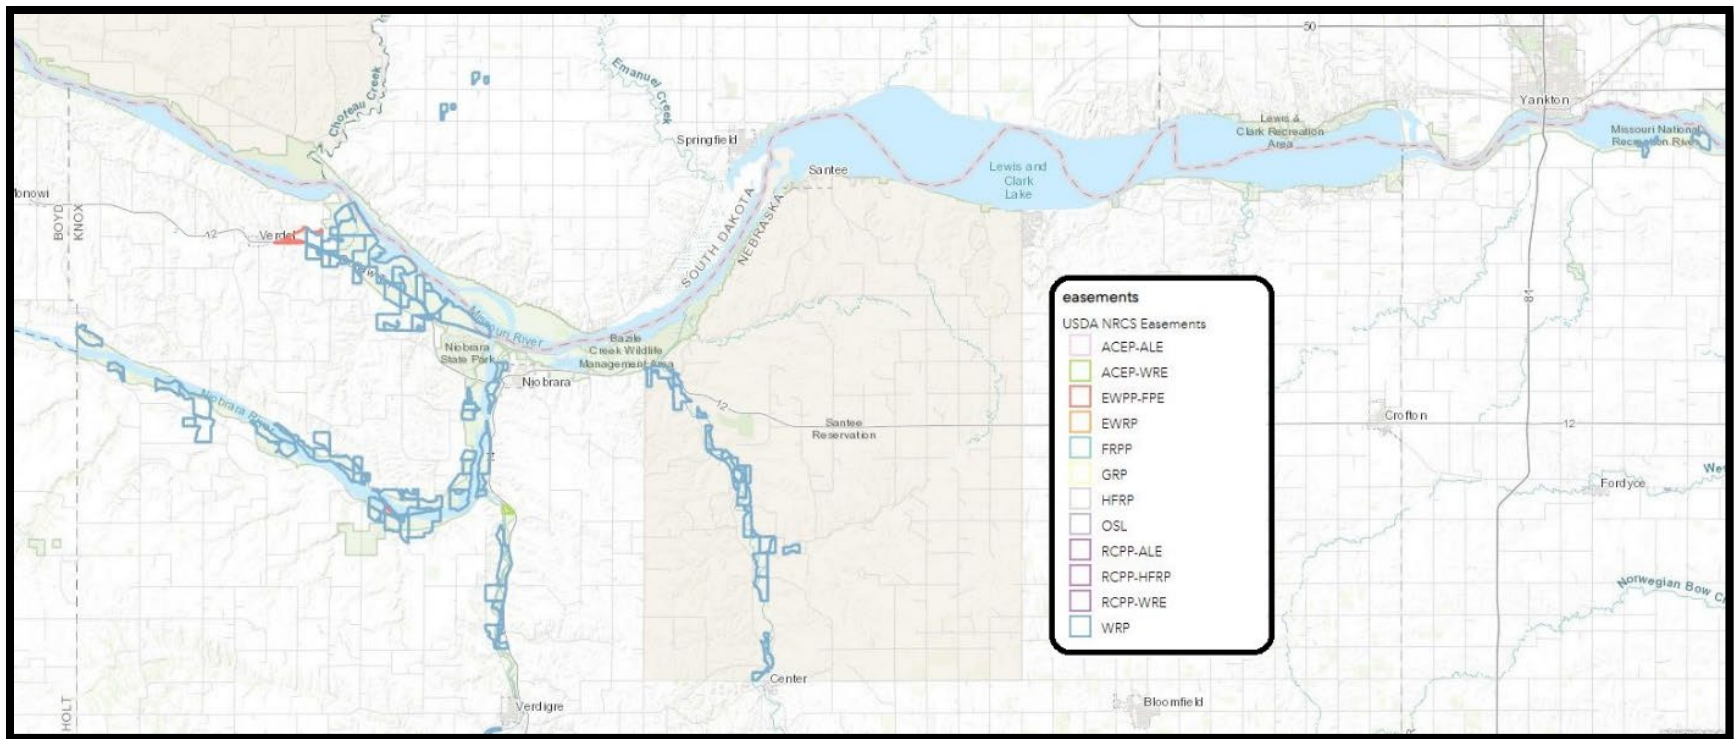 50
Choteau Creek
Emanuel Creek
Yankton
Springfield
Lewis &
Clark Recreation
Area
Missouri National
Recreation River
Santee
Lewis and
Clark
Lake
BOYD
KNOX
12
Verdel
SOUTH DAKOTA
NEBRASKA
Missouri River
Niobrara
State Park
Bazile
Creek Wildlife
Management Area
Niobrara
Niobrara River
12
Santee
Reservation
81
Crofton
12
Fordyce
Norwegian Bow
Center
Verdigre
Bloomfield
HOLT
easements
USDA NRCS Easements
ACEP-ALE
ACEP-WRE
EWPP-FPE
EWRP
FRPP
GRP
HFRP
OSL
RCPP-ALE
RCPP-HFRP
RCPP-WRE
WRP